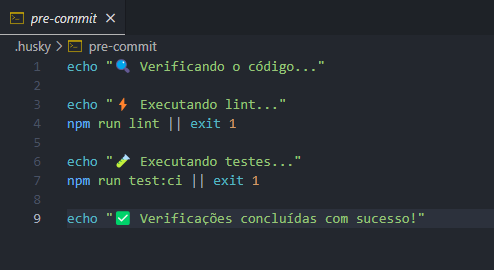 pre-commit ×
.husky > pre-commit
1 echo "🔍 Verificando o código..."
2
3 echo "⚡ Executando lint..."
4 npm run lint || exit 1
5
6 echo "🧪 Executando testes..."
7 npm run test:ci || exit 1
8
9 echo "✅ Verificações concluídas com sucesso!"